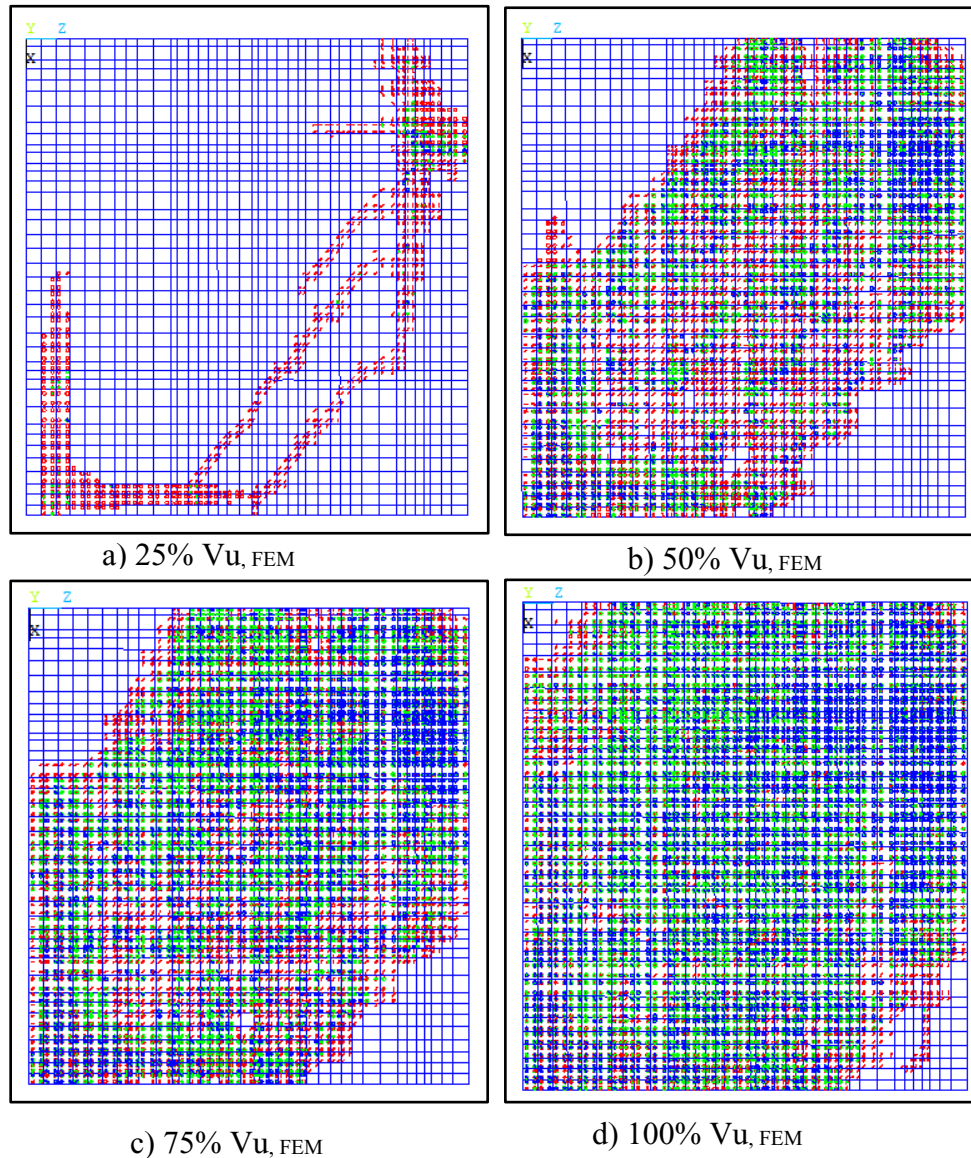 Y Z
X
Y Z
X
a) 25% Vu, FEM
b) 50% Vu, FEM
Y Z
X
Y Z
X
c) 75% Vu, FEM
d) 100% Vu, FEM